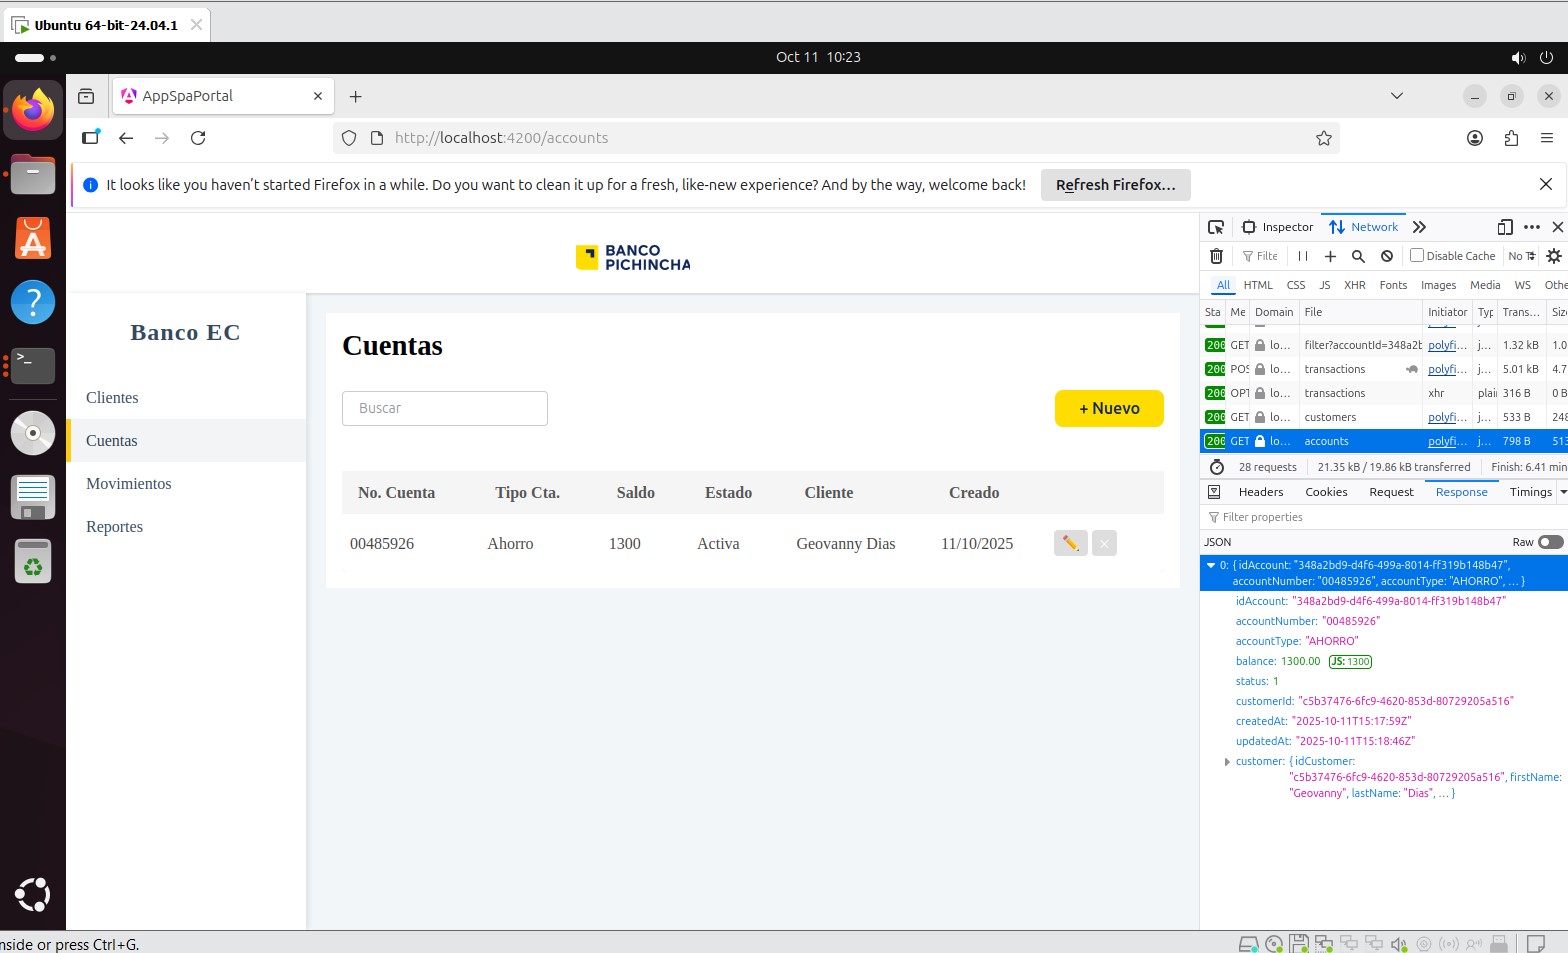 Ubuntu 64-bit-24.04.1
Oct 11 10:23
AppSpaPortal
http://localhost:4200/accounts
It looks like you haven't started Firefox in a while. Do you want to clean it up for a fresh, like-new experience? And by the way, welcome back!
Refresh Firefox…
BANCO
PICHINCHA
Banco EC
Clientes
Cuentas
Movimientos
Reportes
Cuentas
Buscar
+ Nuevo
No. Cuenta Tipo Cta. Saldo Estado Cliente Creado
00485926 Ahorro 1300 Activa Geovanny Dias 11/10/2025
Inspector Network
Filte Disable Cache No T
All HTML CSS JS XHR Fonts Images Media WS Othe
Sta Me Domain File Initiator Typ Trans… Siz
200 GET lo… filter?accountId=348a2b polyfi… j… 1.32 kB 1.0
200 POS lo… transactions polyfi… j… 5.01 kB 4.7
200 OPT lo… transactions xhr plai 316 B 0 B
200 GET lo… customers polyfi… j… 533 B 248
200 GET lo… accounts polyfi… j… 798 B 513
28 requests 21.35 kB / 19.86 kB transferred Finish: 6.41 min
Headers Cookies Request Response Timings
Filter properties
JSON Raw
0: { idAccount: "348a2bd9-d4f6-499a-8014-ff319b148b47",
accountNumber: "00485926", accountType: "AHORRO", … }
idAccount: "348a2bd9-d4f6-499a-8014-ff319b148b47"
accountNumber: "00485926"
accountType: "AHORRO"
balance: 1300.00 JS: 1300
status: 1
customerId: "c5b37476-6fc9-4620-853d-80729205a516"
createdAt: "2025-10-11T15:17:59Z"
updatedAt: "2025-10-11T15:18:46Z"
customer: { idCustomer:
"c5b37476-6fc9-4620-853d-80729205a516", firstName:
"Geovanny", lastName: "Dias", … }
nside or press Ctrl+G.